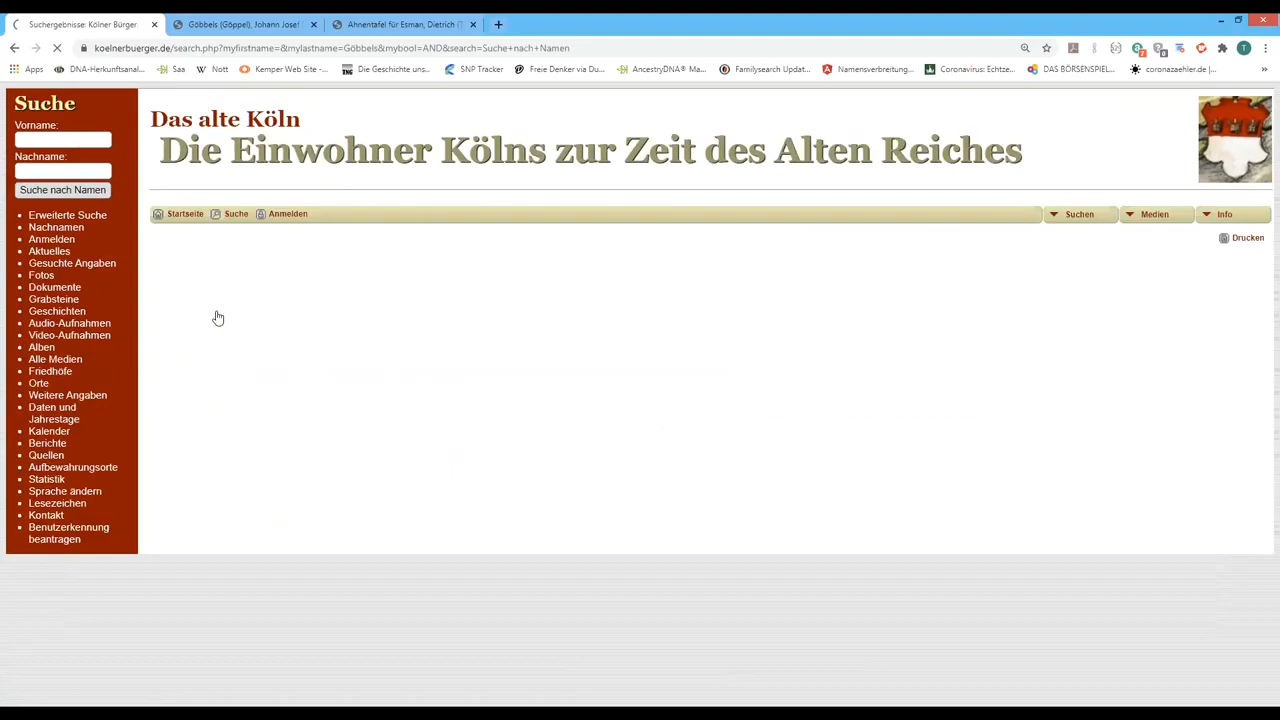 Suchergebnisse: Kölner Bürger
Göbbels (Göppel), Johann Josef
Ahnentafel für Esman, Dietrich (T
koelnerbuerger.de/search.php?myfirstname=&mylastname=Göbbels&mybool=AND&search=Suche+nach+Namen
Apps
DNA-Herkunftsanal...
Saa
Nott
Kemper Web Site -...
Die Geschichte uns...
SNP Tracker
Freie Denker via Du...
AncestryDNA® Ma...
Familysearch Updat...
Namensverbreitung...
Coronavirus: Echtze...
DAS BÖRSENSPIEL...
coronazaehler.de |...
»
Suche
Vorname:
Nachname:
Suche nach Namen
Erweiterte Suche
Nachnamen
Anmelden
Aktuelles
Gesuchte Angaben
Fotos
Dokumente
Grabsteine
Geschichten
Audio-Aufnahmen
Video-Aufnahmen
Alben
Alle Medien
Friedhöfe
Orte
Weitere Angaben
Daten und
Jahrestage
Kalender
Berichte
Quellen
Aufbewahrungsorte
Statistik
Sprache ändern
Lesezeichen
Kontakt
Benutzerkennung
beantragen
Das alte Köln
Die Einwohner Kölns zur Zeit des Alten Reiches
Startseite Suche Anmelden
Suchen Medien Info
Drucken